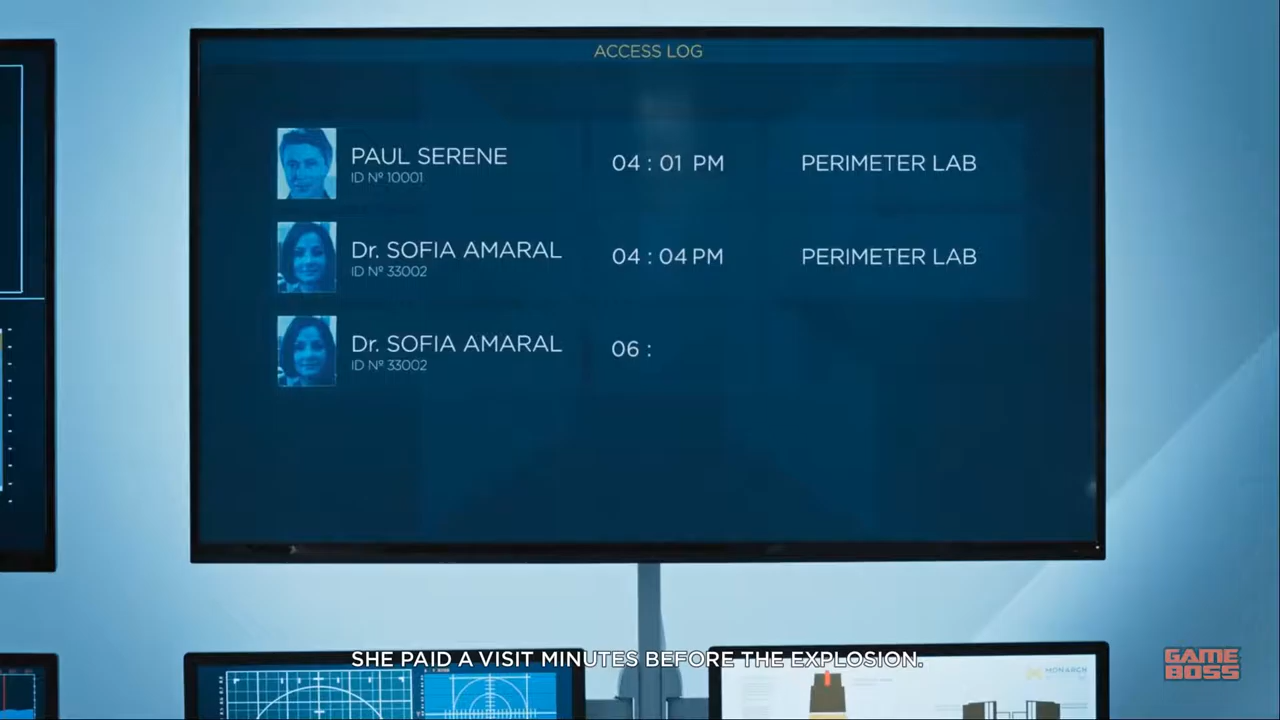 ACCESS LOG
PAUL SERENE
ID Nº 10001
04 : 01 PM
PERIMETER LAB
Dr. SOFIA AMARAL
ID Nº 33002
04 : 04 PM
PERIMETER LAB
Dr. SOFIA AMARAL
ID Nº 33002
06 :
SHE PAID A VISIT MINUTES BEFORE THE EXPLOSION.
MONARCH
GAME
BOSS